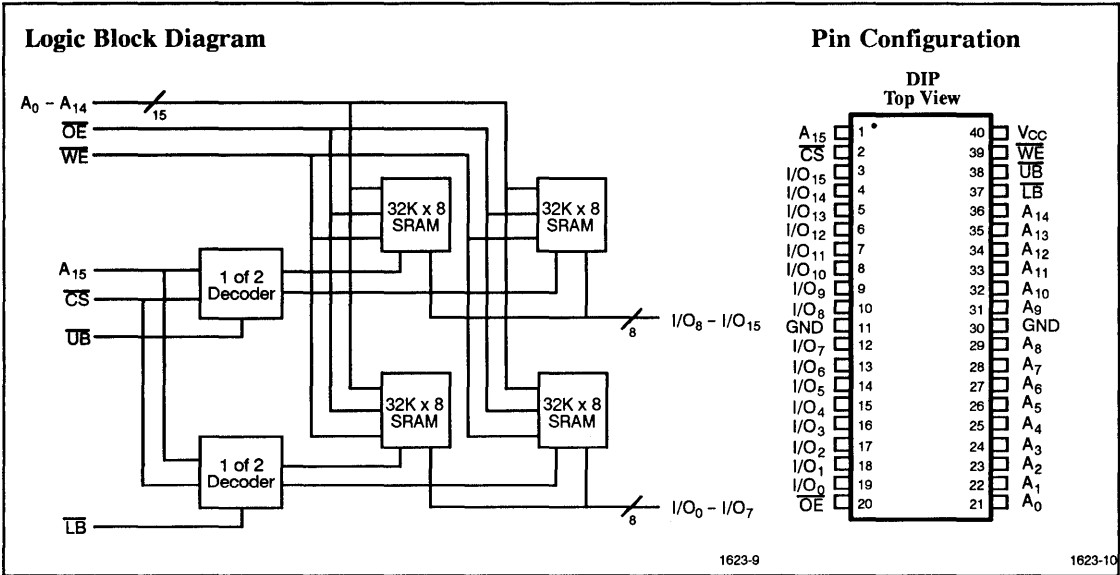 Logic Block Diagram
A0 – A14
15
OE
WE
32K x 8
SRAM
32K x 8
SRAM
A15
CS
UB
1 of 2
Decoder
8
I/O8 – I/O15
32K x 8
SRAM
32K x 8
SRAM
1 of 2
Decoder
LB
8
I/O0 – I/O7
1623-9
Pin Configuration
DIP
Top View
A15 1 40 VCC
CS 2 39 WE
I/O15 3 38 UB
I/O14 4 37 LB
I/O13 5 36 A14
I/O12 6 35 A13
I/O11 7 34 A12
I/O10 8 33 A11
I/O9 9 32 A10
I/O8 10 31 A9
GND 11 30 GND
I/O7 12 29 A8
I/O6 13 28 A7
I/O5 14 27 A6
I/O4 15 26 A5
I/O3 16 25 A4
I/O2 17 24 A3
I/O1 18 23 A2
I/O0 19 22 A1
OE 20 21 A0
1623-10